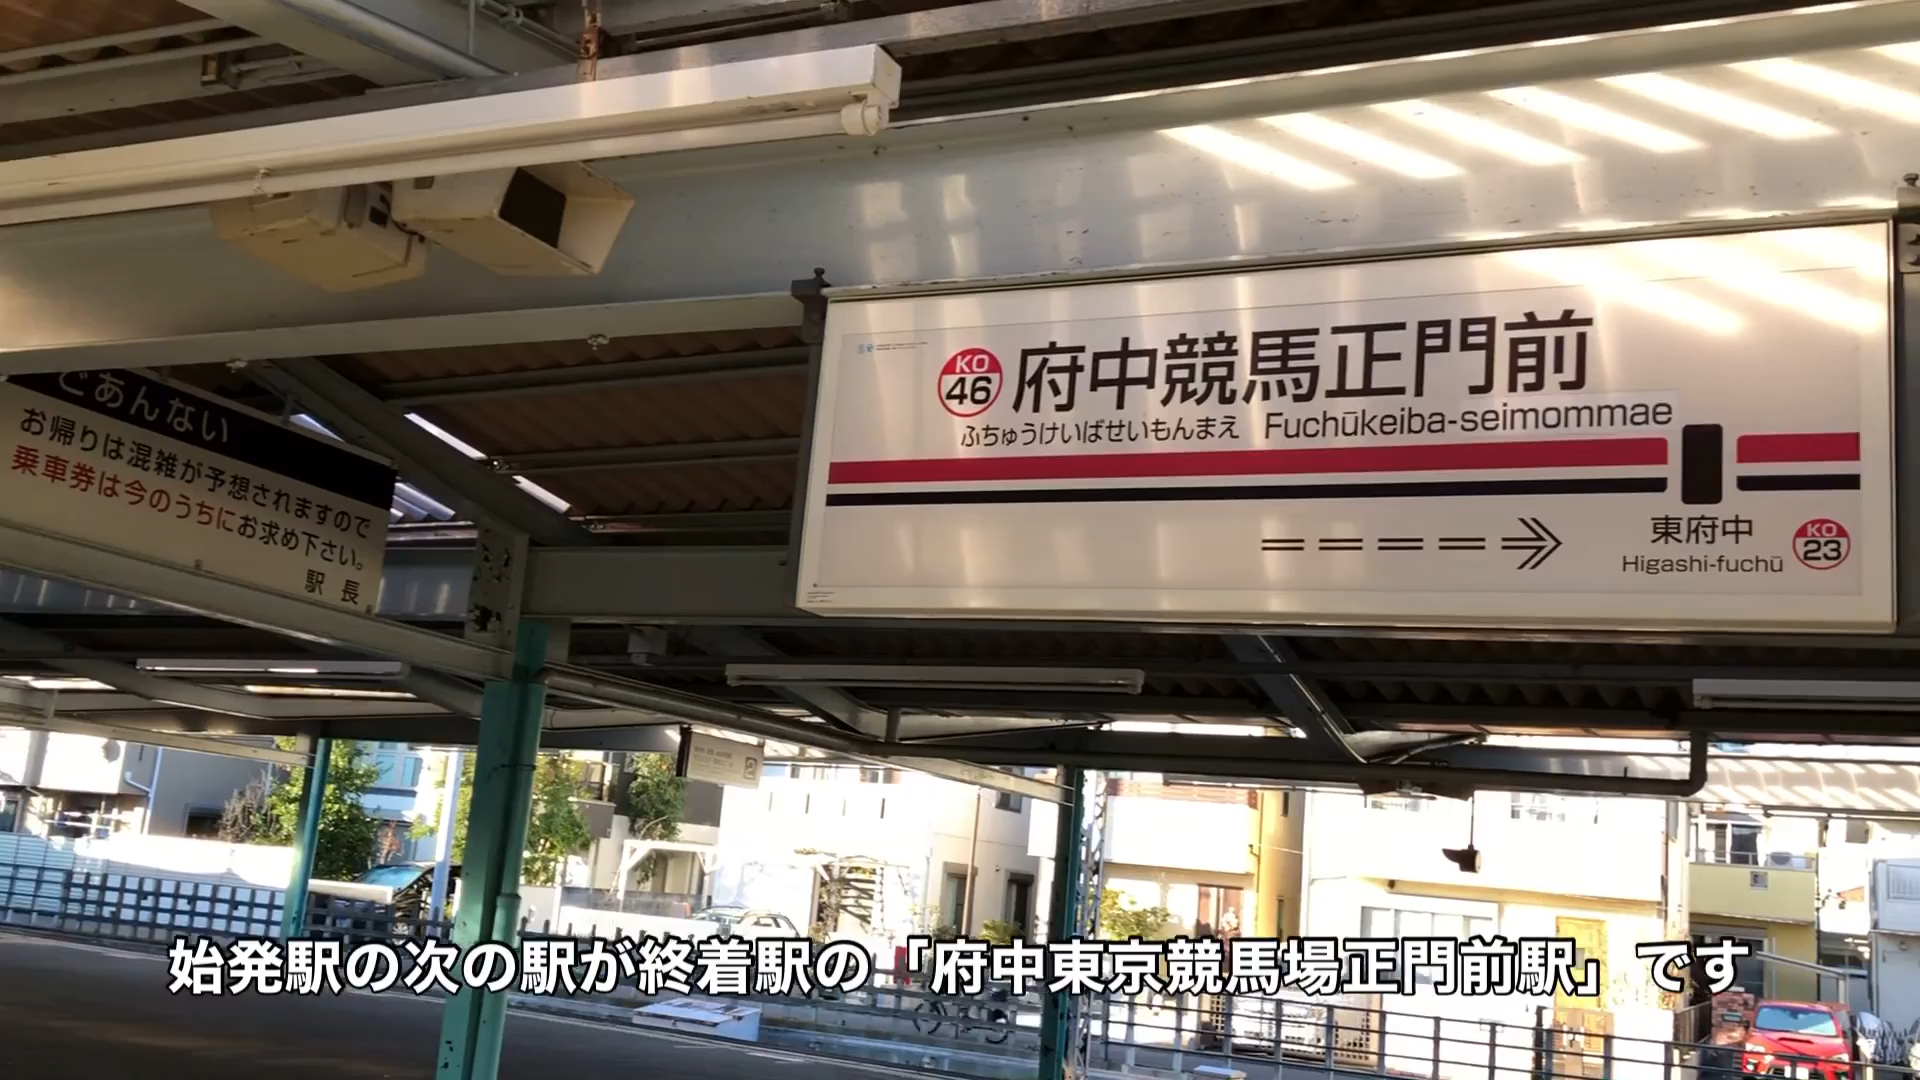 ごあんない
お帰りは混雑が予想されますので
乗車券は今のうちにお求め下さい。
駅長
KO
46
府中競馬正門前
ふちゅうけいばせいもんまえ Fuchūkeiba-seimommae
東府中
Higashi-fuchū
KO
23
始発駅の次の駅が終着駅の「府中東京競馬場正門前駅」です